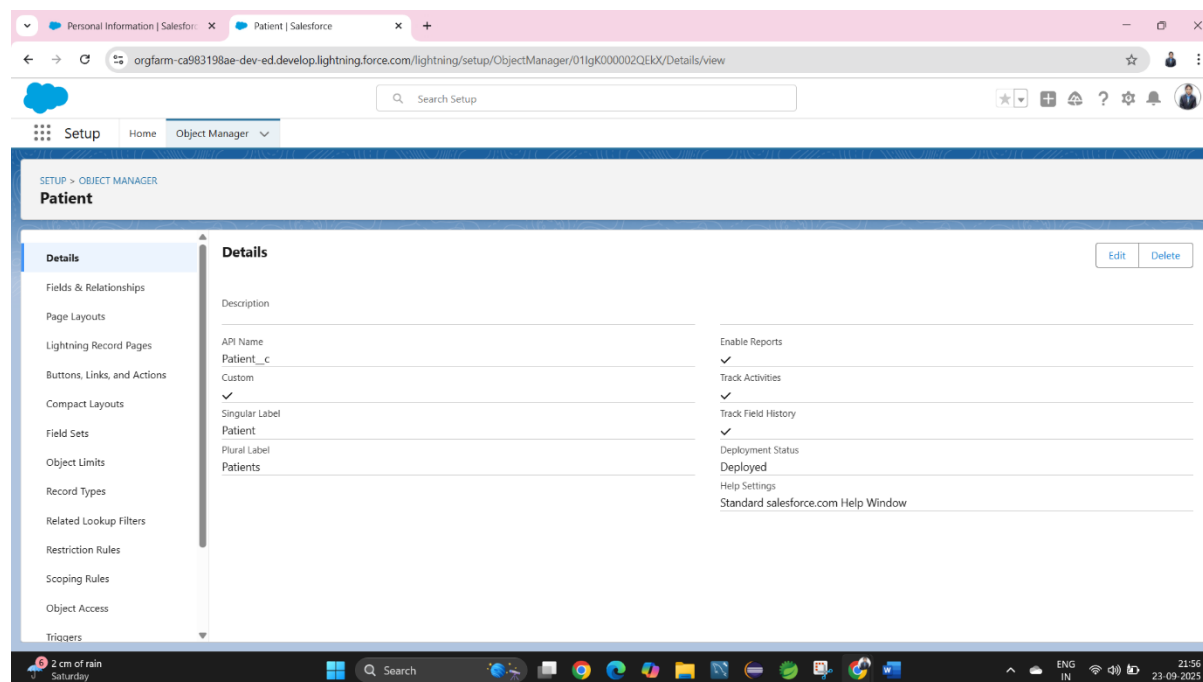 Personal Information | Salesforc
Patient | Salesforce
orgfarm-ca983198ae-dev-ed.develop.lightning.force.com/lightning/setup/ObjectManager/01IgK000002QEkX/Details/view
Search Setup
Setup
Home
Object Manager
SETUP > OBJECT MANAGER
Patient
Details
Fields & Relationships
Page Layouts
Lightning Record Pages
Buttons, Links, and Actions
Compact Layouts
Field Sets
Object Limits
Record Types
Related Lookup Filters
Restriction Rules
Scoping Rules
Object Access
Triggers
Details
Edit
Delete
Description
API Name
Patient__c
Custom
Singular Label
Patient
Plural Label
Patients
Enable Reports
Track Activities
Track Field History
Deployment Status
Deployed
Help Settings
Standard salesforce.com Help Window
6
2 cm of rain
Saturday
Search
ENG
IN
21:56
23-09-2025